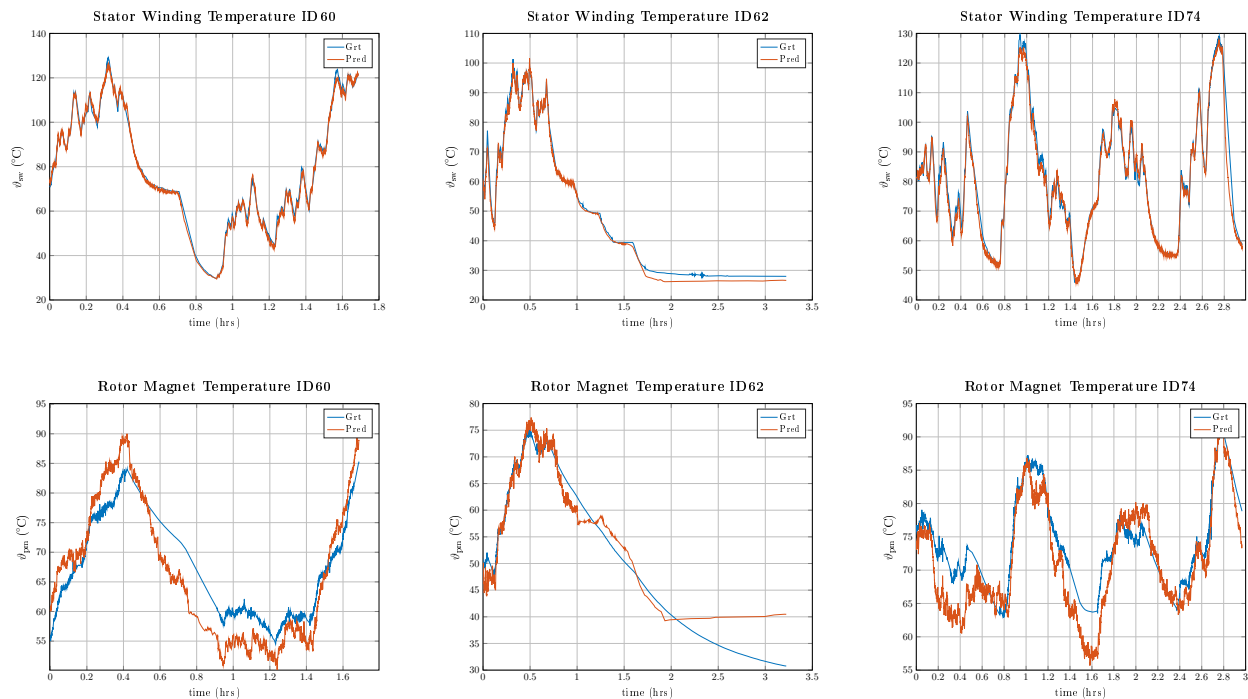 Stator Winding Temperature ID60
140
120
100
80
60
40
20
0 0.2 0.4 0.6 0.8 1 1.2 1.4 1.6 1.8
ϑsw (°C)
time (hrs)
Grt
Pred
Stator Winding Temperature ID62
110
100
90
80
70
60
50
40
30
20
0 0.5 1 1.5 2 2.5 3 3.5
ϑsw (°C)
time (hrs)
Grt
Pred
Stator Winding Temperature ID74
130
120
110
100
90
80
70
60
50
40
0 0.2 0.4 0.6 0.8 1 1.2 1.4 1.6 1.8 2 2.2 2.4 2.6 2.8
ϑsw (°C)
time (hrs)
Grt
Pred
Rotor Magnet Temperature ID60
95
90
85
80
75
70
65
60
55
0 0.2 0.4 0.6 0.8 1 1.2 1.4 1.6
ϑpm (°C)
time (hrs)
Grt
Pred
Rotor Magnet Temperature ID62
80
75
70
65
60
55
50
45
40
35
30
0 0.5 1 1.5 2 2.5 3 3.5
ϑpm (°C)
time (hrs)
Grt
Pred
Rotor Magnet Temperature ID74
95
90
85
80
75
70
65
60
55
0 0.2 0.4 0.6 0.8 1 1.2 1.4 1.6 1.8 2 2.2 2.4 2.6 2.8 3
ϑpm (°C)
time (hrs)
Grt
Pred